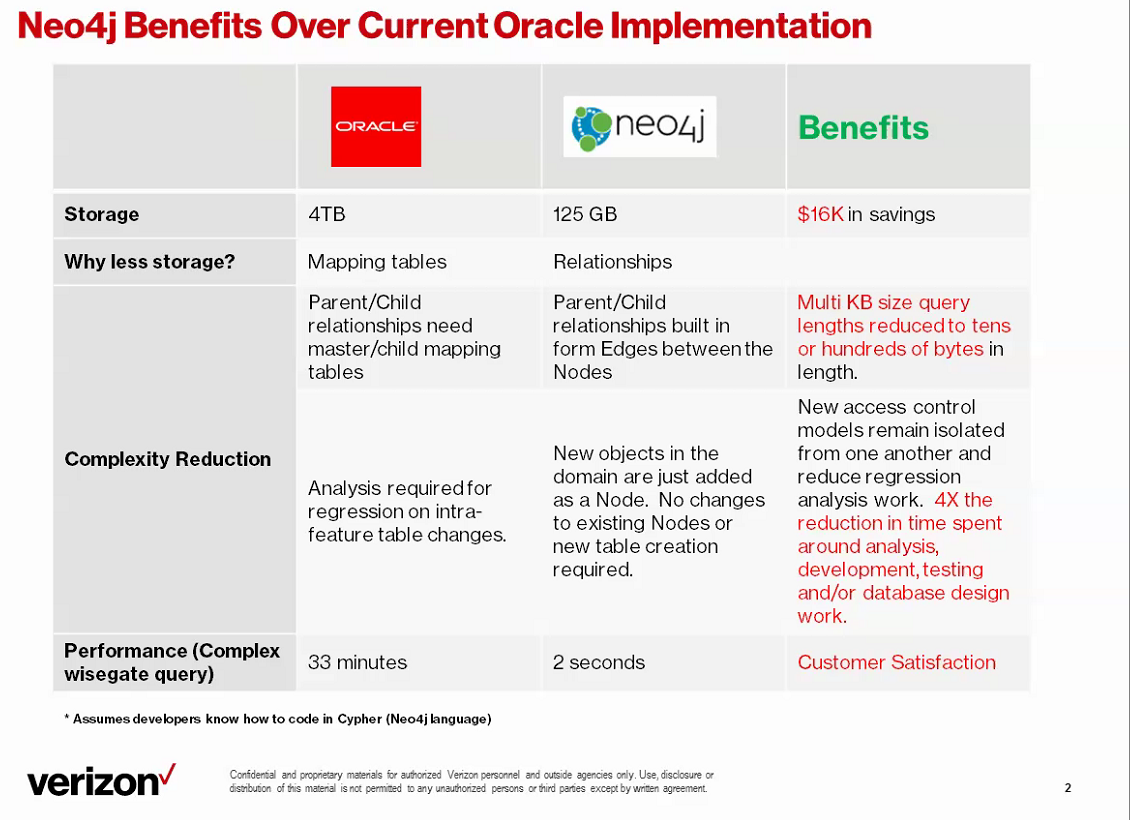 Neo4j Benefits Over Current Oracle Implementation
ORACLE
neo4j
Benefits
Storage
4TB
125 GB
$16K in savings
Why less storage?
Mapping tables
Relationships
Complexity Reduction
Parent/Child
relationships need
master/child mapping
tables
Parent/Child
relationships built in
form Edges between the
Nodes
Multi KB size query
lengths reduced to tens
or hundreds of bytes in
length.
Analysis required for
regression on intra-
feature table changes.
New objects in the
domain are just added
as a Node. No changes
to existing Nodes or
new table creation
required.
New access control
models remain isolated
from one another and
reduce regression
analysis work. 4X the
reduction in time spent
around analysis,
development, testing
and/or database design
work.
Performance (Complex
wisegate query)
33 minutes
2 seconds
Customer Satisfaction
* Assumes developers know how to code in Cypher (Neo4j language)
verizon
Confidential and proprietary materials for authorized Verizon personnel and outside agencies only. Use, disclosure or
distribution of this material is not permitted to any unauthorized persons or third parties except by written agreement.
2